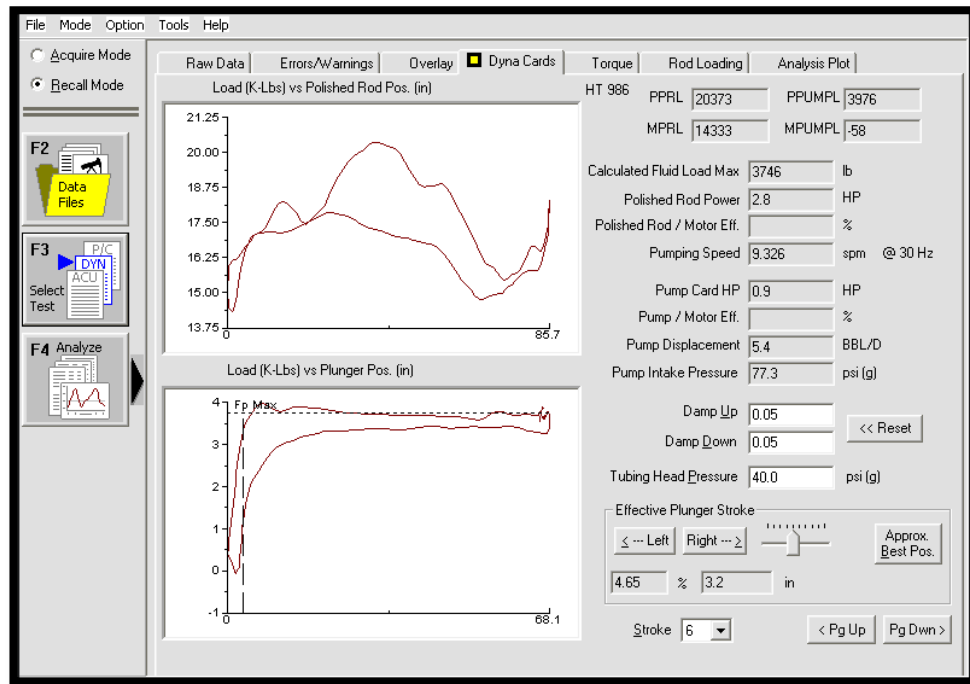 File Mode Option Tools Help
Acquire Mode
Recall Mode
F2
Data
Files
F3
P/C
DYN
ACU
Select
Test
F4 Analyze
Raw Data Errors/Warnings Overlay Dyna Cards Torque Rod Loading Analysis Plot
Load (K-Lbs) vs Polished Rod Pos. (in)
21.25
20.00
18.75
17.50
16.25
15.00
13.75
0 85.7
Load (K-Lbs) vs Plunger Pos. (in)
Fp Max
4
3
2
1
0
-1
0 68.1
HT 986 PPRL 20373 PPUMPL 3976
MPRL 14333 MPUMPL -58
Calculated Fluid Load Max 3746 lb
Polished Rod Power 2.8 HP
Polished Rod / Motor Eff. %
Pumping Speed 9.326 spm @ 30 Hz
Pump Card HP 0.9 HP
Pump / Motor Eff. %
Pump Displacement 5.4 BBL/D
Pump Intake Pressure 77.3 psi (g)
Damp Up 0.05
Damp Down 0.05
<< Reset
Tubing Head Pressure 40.0 psi (g)
Effective Plunger Stroke
< --- Left Right --- >
Approx.
Best Pos.
4.65 % 3.2 in
Stroke 6 < Pg Up Pg Dwn >